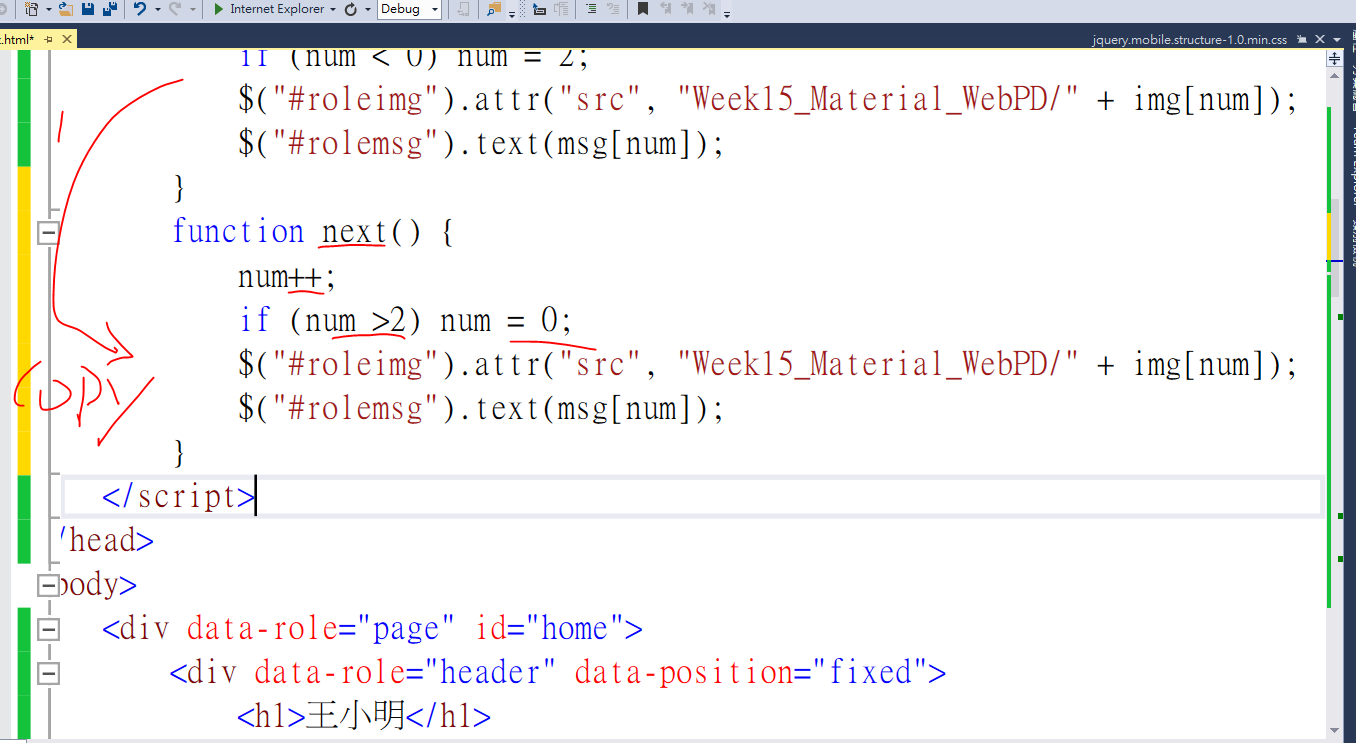 Internet Explorer Debug
.html* jquery.mobile.structure-1.0.min.css
if (num < 0) num = 2;
$("#roleimg").attr("src", "Week15_Material_WebPD/" + img[num]);
$("#rolemsg").text(msg[num]);
}
function next() {
num++;
if (num >2) num = 0;
$("#roleimg").attr("src", "Week15_Material_WebPD/" + img[num]);
copy
$("#rolemsg").text(msg[num]);
}
</script>
/head>
body>
<div data-role="page" id="home">
<div data-role="header" data-position="fixed">
<h1>王小明</h1>